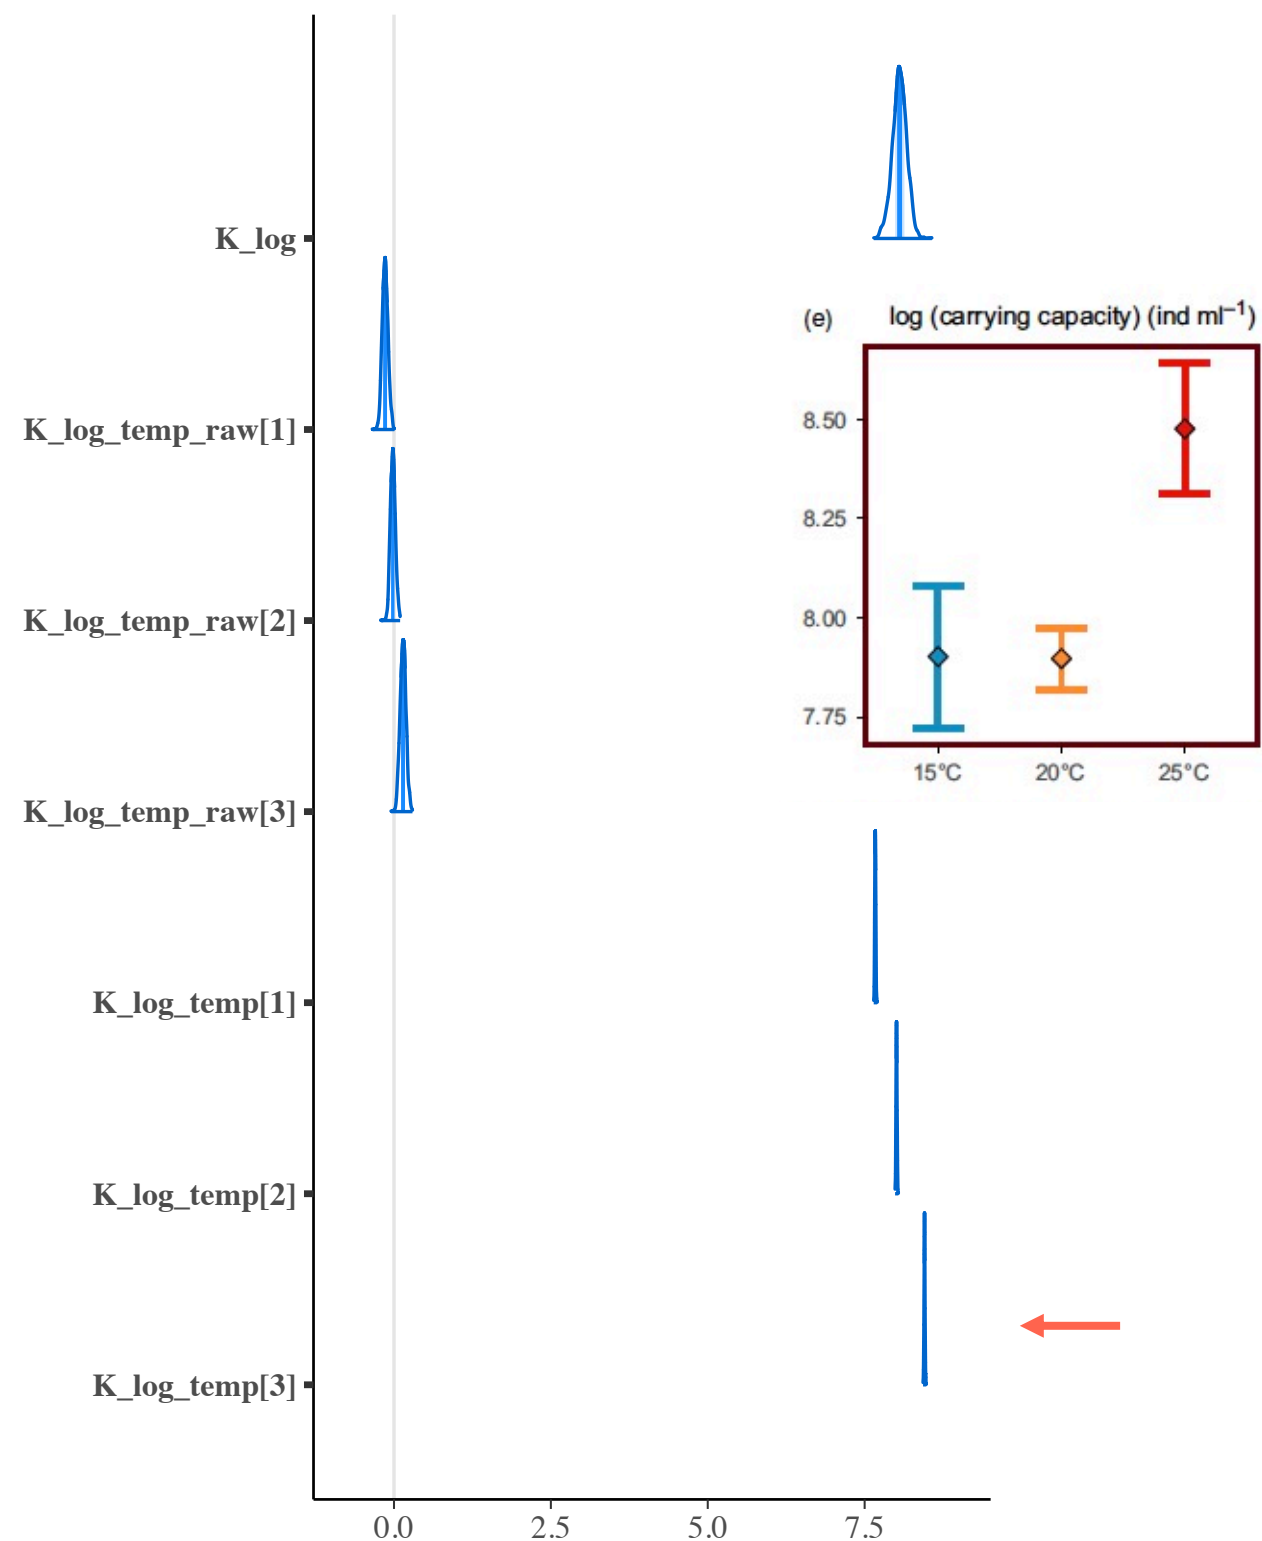 K_log
K_log_temp_raw[1]
K_log_temp_raw[2]
K_log_temp_raw[3]
K_log_temp[1]
K_log_temp[2]
K_log_temp[3]
0.0 2.5 5.0 7.5
(e) log (carrying capacity) (ind ml⁻¹)
8.50
8.25
8.00
7.75
15°C 20°C 25°C